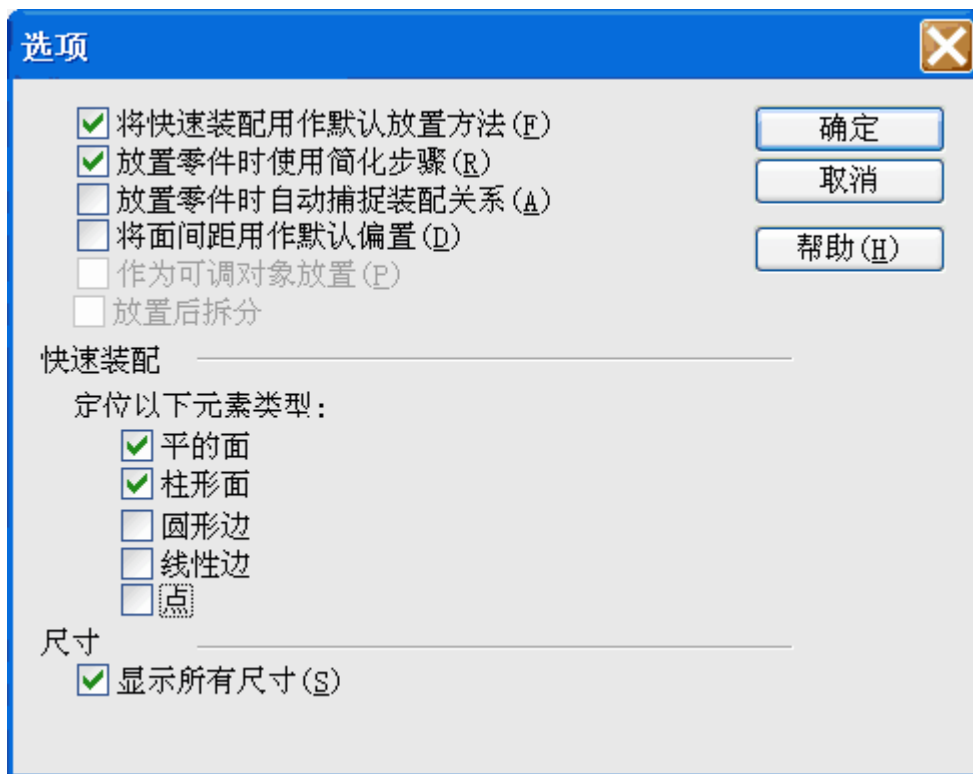 选项
将快速装配用作默认放置方法(F)
确定
放置零件时使用简化步骤(R)
取消
放置零件时自动捕捉装配关系(A)
将面间距用作默认偏置(D)
帮助(H)
作为可调对象放置(P)
放置后拆分
快速装配
定位以下元素类型:
平的面
柱形面
圆形边
线性边
点
尺寸
显示所有尺寸(S)